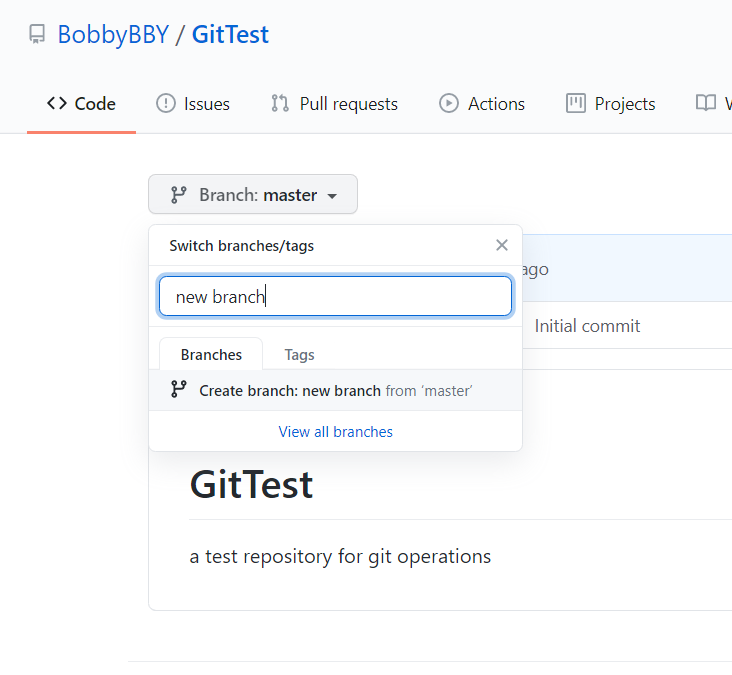 BobbyBBY / GitTest
Code Issues Pull requests Actions Projects
Branch: master
Switch branches/tags
ago
new branch
Initial commit
Branches Tags
Create branch: new branch from ‘master’
View all branches
GitTest
a test repository for git operations